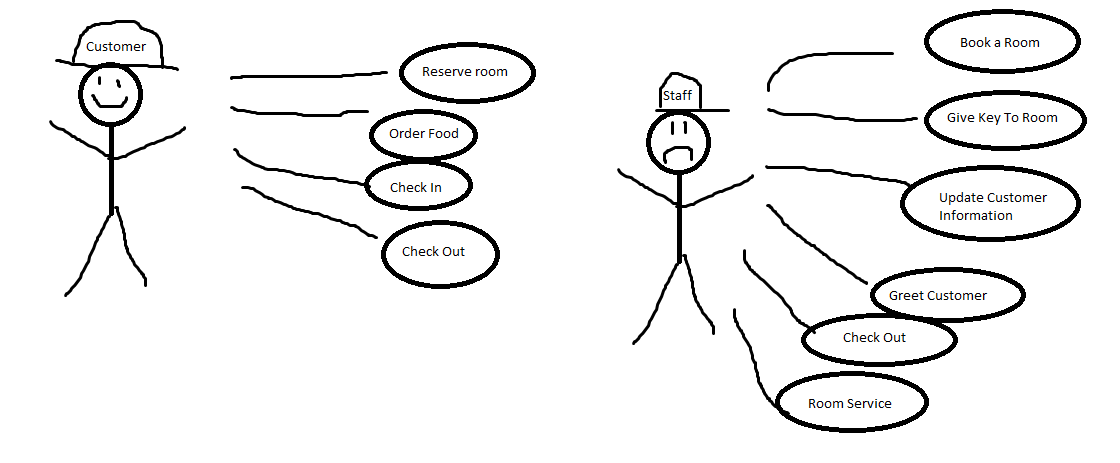 Customer
Reserve room
Order Food
Check In
Check Out
Staff
Book a Room
Give Key To Room
Update Customer
Information
Greet Customer
Check Out
Room Service